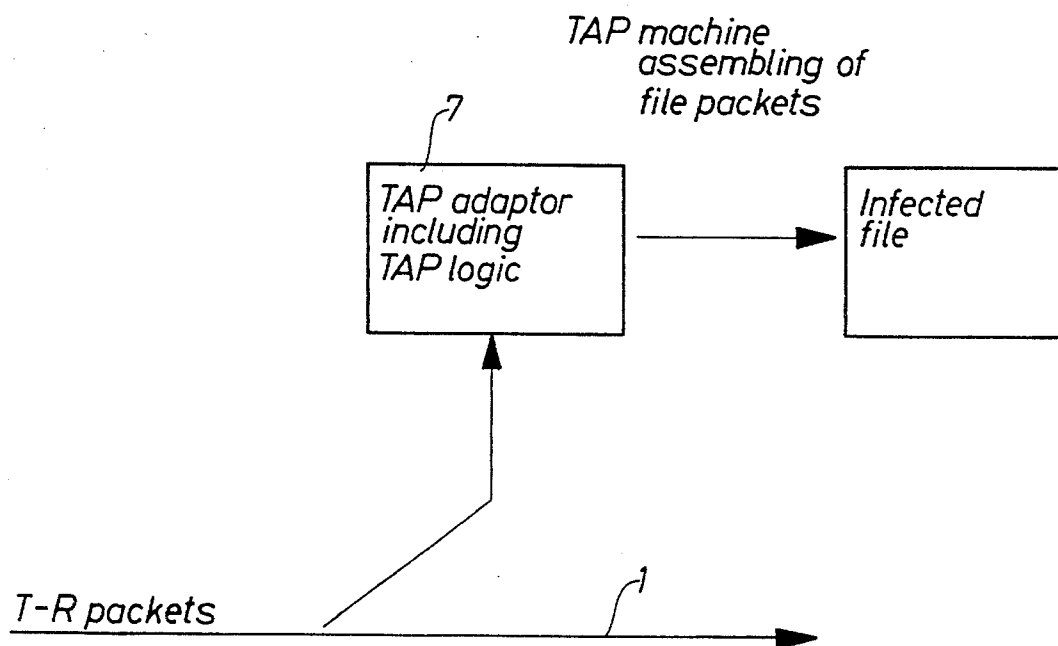 TAP machine
assembling of
file packets
7
TAP adaptor
including
TAP logic
Infected
file
1
T-R packets